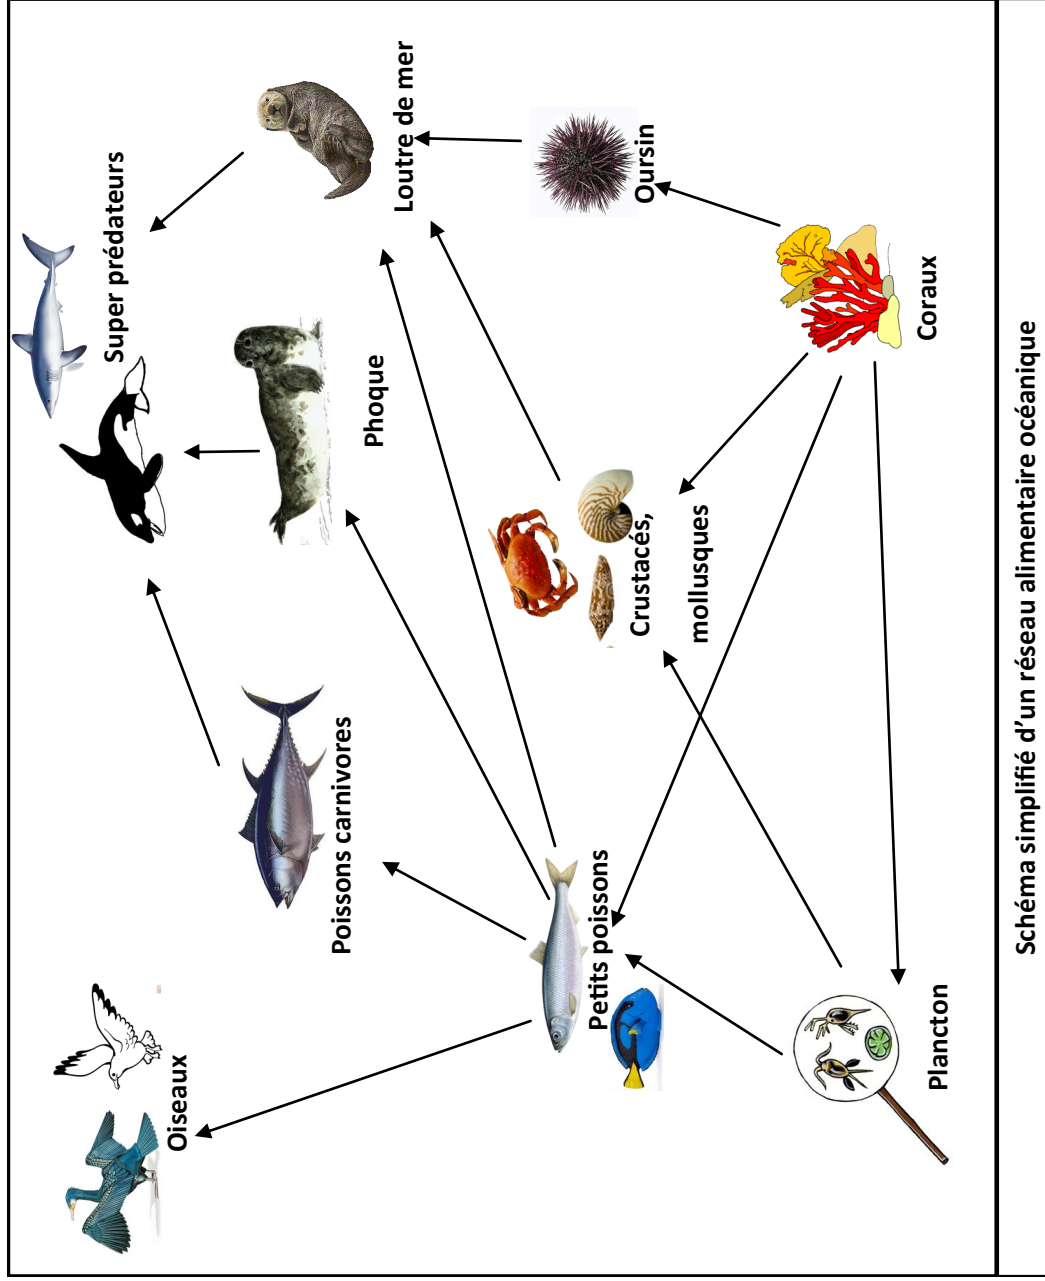 Super prédateurs
Oiseaux
Poissons carnivores
Phoque
Loutre de mer
Petits poissons
Crustacés,
mollusques
Oursin
Plancton
Coraux
Schéma simplifié d'un réseau alimentaire océanique